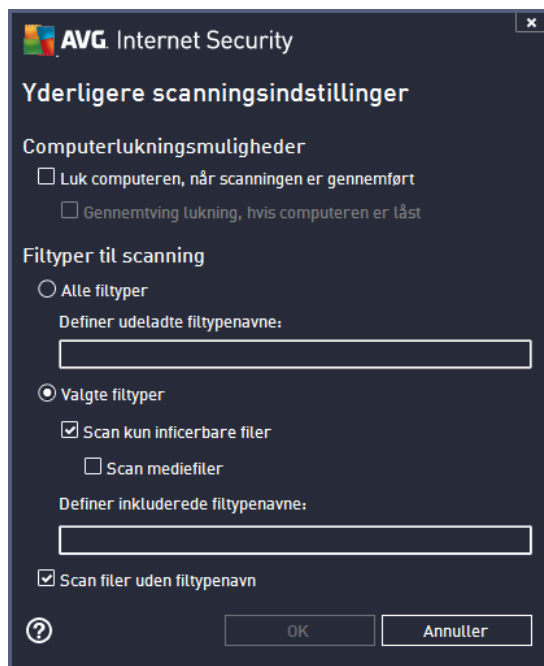 AVG. Internet Security
Yderligere scanningsindstillinger
Computerlukningsmuligheder
Luk computeren, når scanningen er gennemført
Gennemtving lukning, hvis computeren er låst
Filtyper til scanning
Alle filtyper
Definer udeladte filtypenavne:
Valgte filtyper
Scan kun inficerbare filer
Scan mediefiler
Definer inkluderede filtypenavne:
Scan filer uden filtypenavn
OK
Annuller